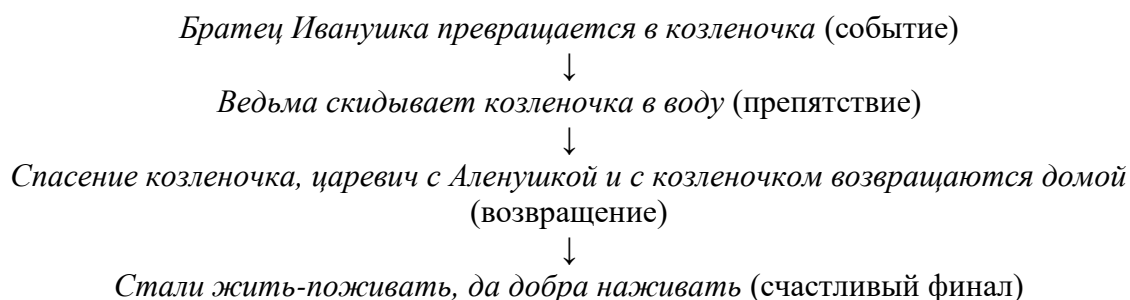 Братец Иванушка превращается в козленочка (событие)
↓
Ведьма скидывает козленочка в воду (препятствие)
↓
Спасение козленочка, царевич с Аленушкой и с козленочком возвращаются домой
(возвращение)
↓
Стали жить-поживать, да добра наживать (счастливый финал)